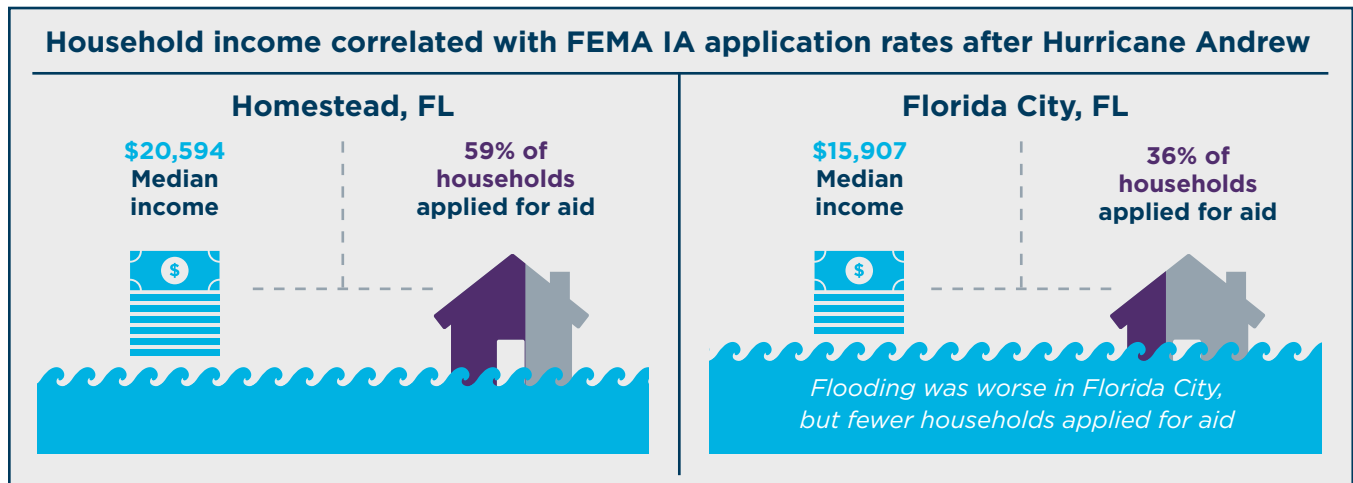 Household income correlated with FEMA IA application rates after Hurricane Andrew
Homestead, FL
$20,594
Median
income
59% of
households
applied for aid
$
Florida City, FL
$15,907
Median
income
36% of
households
applied for aid
$
Flooding was worse in Florida City,
but fewer households applied for aid